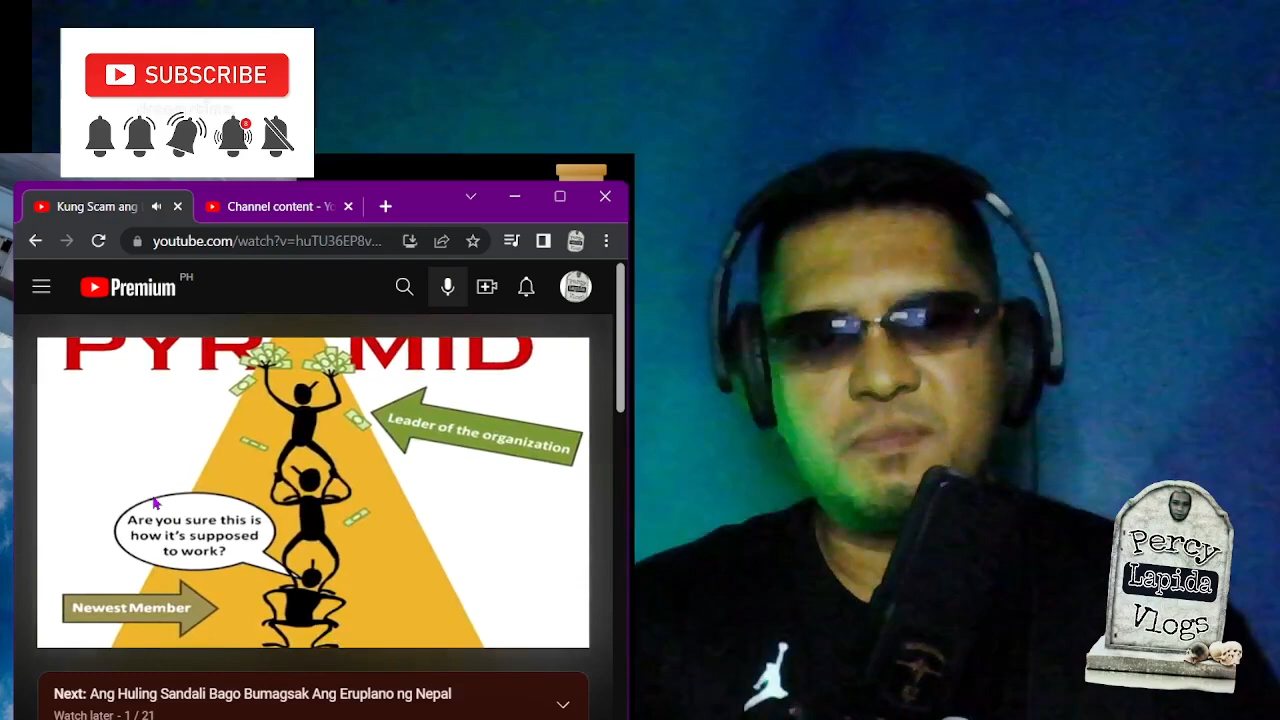 SUBSCRIBE
8
Kung Scam ang
Channel content - Yo
youtube.com/watch?v=huTU36EP8v...
Premium
PH
PYRAMID
Leader of the organization
Are you sure this is
how it's supposed
to work?
Newest Member
Next: Ang Huling Sandali Bago Bumagsak Ang Eruplano ng Nepal
Watch later - 1 / 21
Percy
Lapida
Vlogs